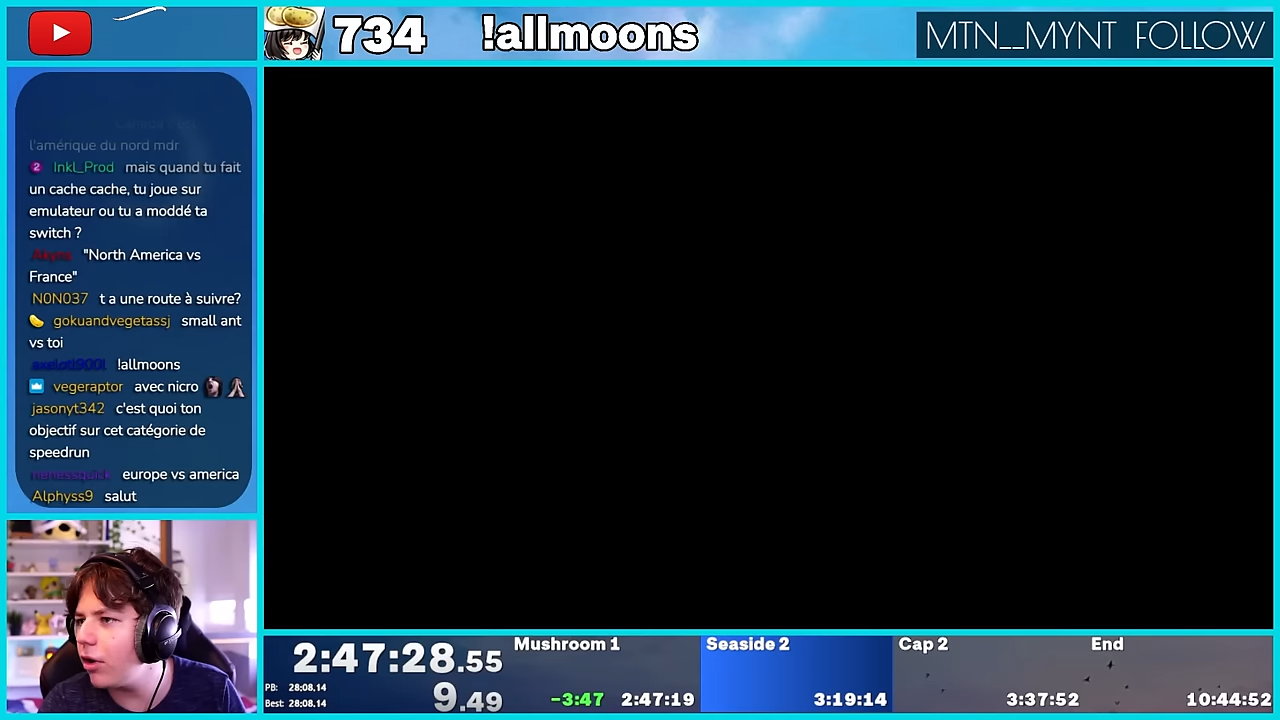 734
!allmoons
MTN__MYNT FOLLOW
l'amérique du nord mdr
2 Inkl_Prod mais quand tu fait
un cache cache, tu joue sur
emulateur ou tu a moddé ta
switch ?
"North America vs
France"
N0N037 t a une route à suivre?
gokuandvegetassj small ant
vs toi
!allmoons
vegeraptor avec nicro
jasonyt342 c'est quoi ton
objectif sur cet catégorie de
speedrun
europe vs america
Alphyss9 salut
2:47:28.55
PB: 28:08.14
Best: 28:08.14
9.49
Mushroom 1
-3:47 2:47:19
Seaside 2
3:19:14
Cap 2
3:37:52
End
10:44:52